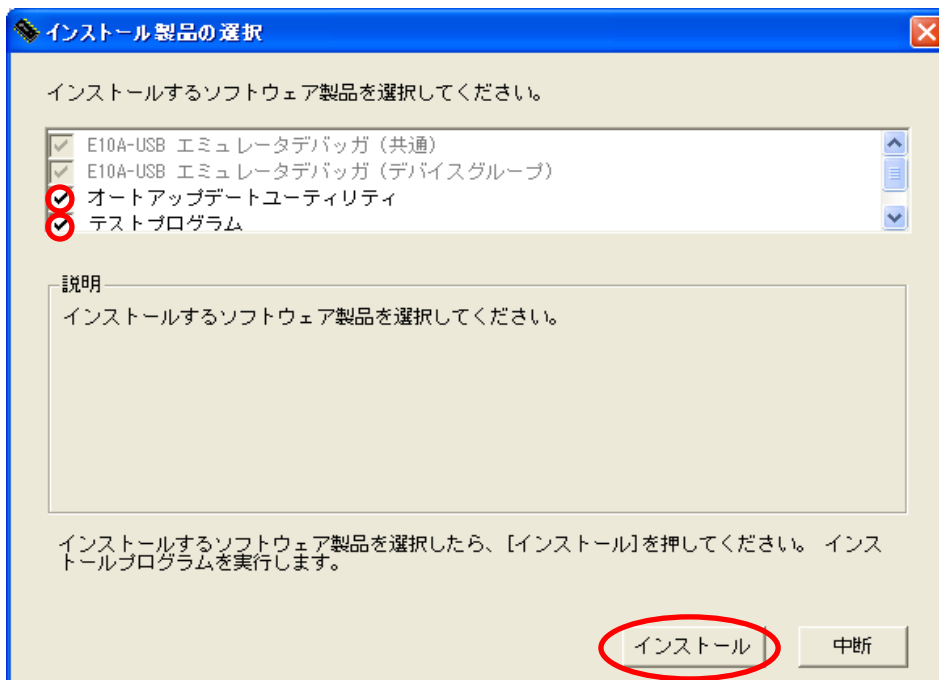 インストール製品の選択
インストールするソフトウェア製品を選択してください。
E10A-USB エミュレータデバッガ（共通）
E10A-USB エミュレータデバッガ（デバイスグループ）
オートアップデートユーティリティ
テストプログラム
説明
インストールするソフトウェア製品を選択してください。
インストールするソフトウェア製品を選択したら、[インストール]を押してください。 インス
トールプログラムを実行します。
インストール 中断